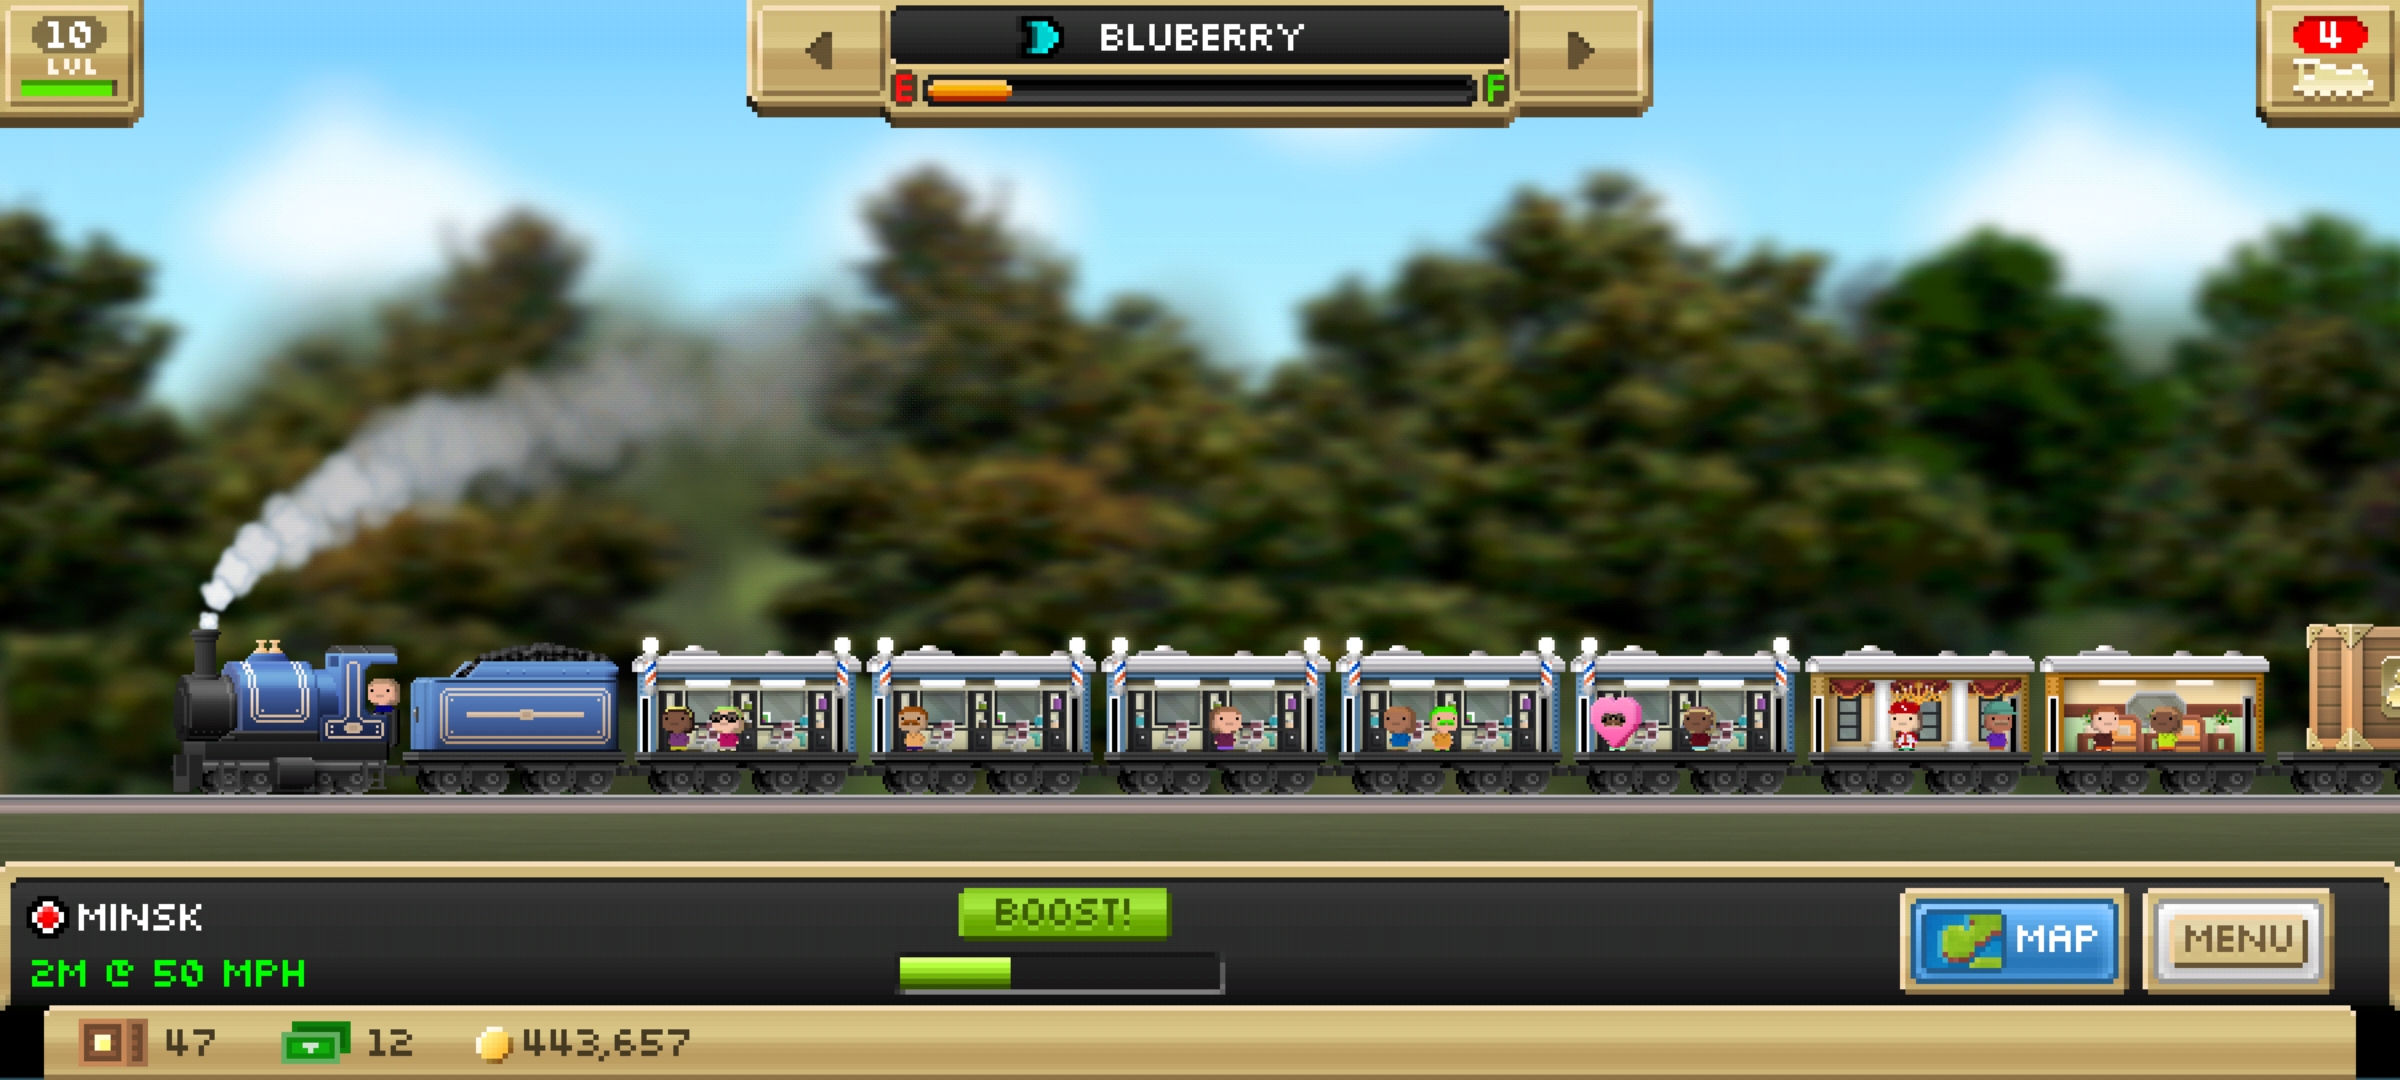 10
LVL
BLUBERRY
E
F
4
MINSK
2M @ 50 MPH
BOOST!
MAP
MENU
47
12
443,657